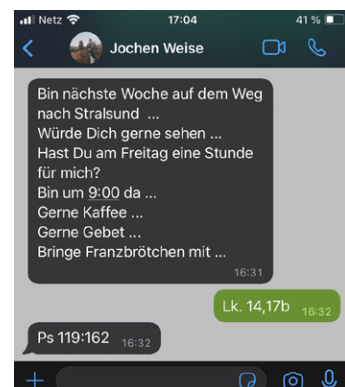 Netz 17:04 41 %
Jochen Weise
Bin nächste Woche auf dem Weg
nach Stralsund ...
Würde Dich gerne sehen ...
Hast Du am Freitag eine Stunde
für mich?
Bin um 9:00 da ...
Gerne Kaffee ...
Gerne Gebet ...
Bringe Franzbrötchen mit ...
16:31
Lk. 14,17b 16:32
Ps 119:162 16:32